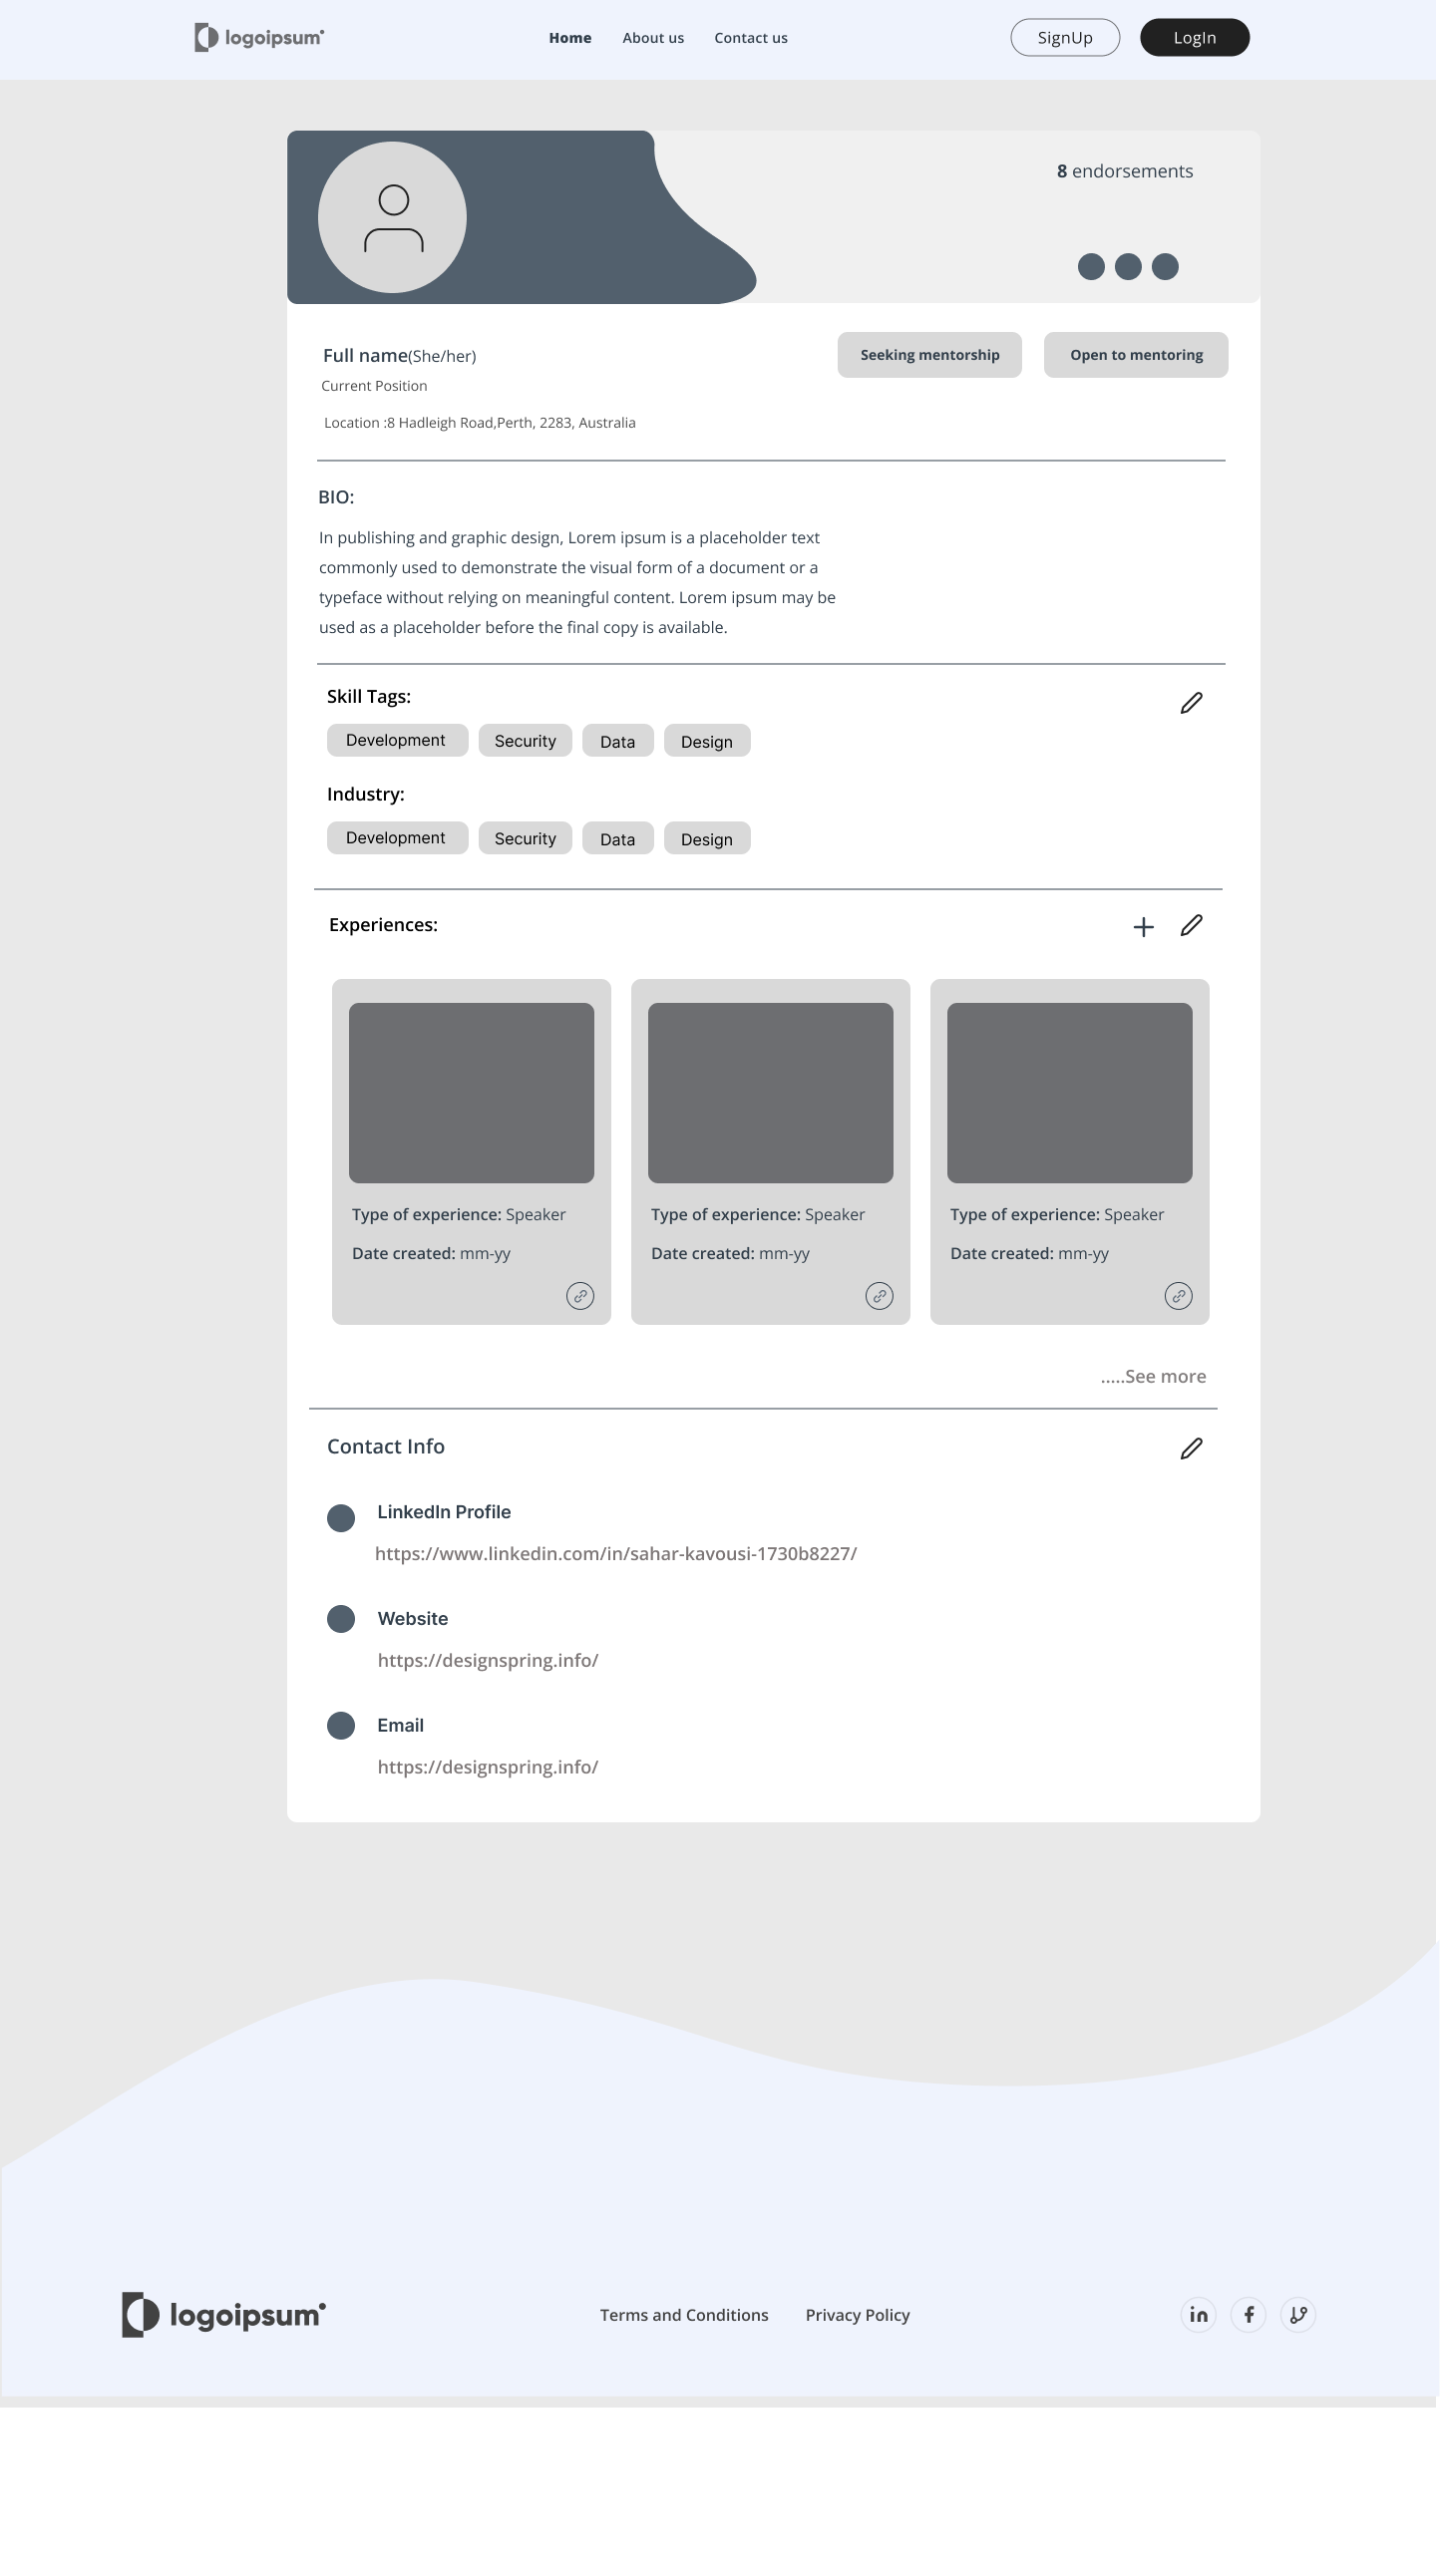 logoipsum
Home About us Contact us
SignUp LogIn
8 endorsements
Full name(She/her)
Seeking mentorship Open to mentoring
Current Position
Location :8 Hadleigh Road,Perth, 2283, Australia
BIO:
In publishing and graphic design, Lorem ipsum is a placeholder text
commonly used to demonstrate the visual form of a document or a
typeface without relying on meaningful content. Lorem ipsum may be
used as a placeholder before the final copy is available.
Skill Tags:
Development Security Data Design
Industry:
Development Security Data Design
Experiences:
Type of experience: Speaker Type of experience: Speaker Type of experience: Speaker
Date created: mm-yy Date created: mm-yy Date created: mm-yy
.....See more
Contact Info
LinkedIn Profile
https://www.linkedin.com/in/sahar-kavousi-1730b8227/
Website
https://designspring.info/
Email
https://designspring.info/
logoipsum
Terms and Conditions Privacy Policy
in f